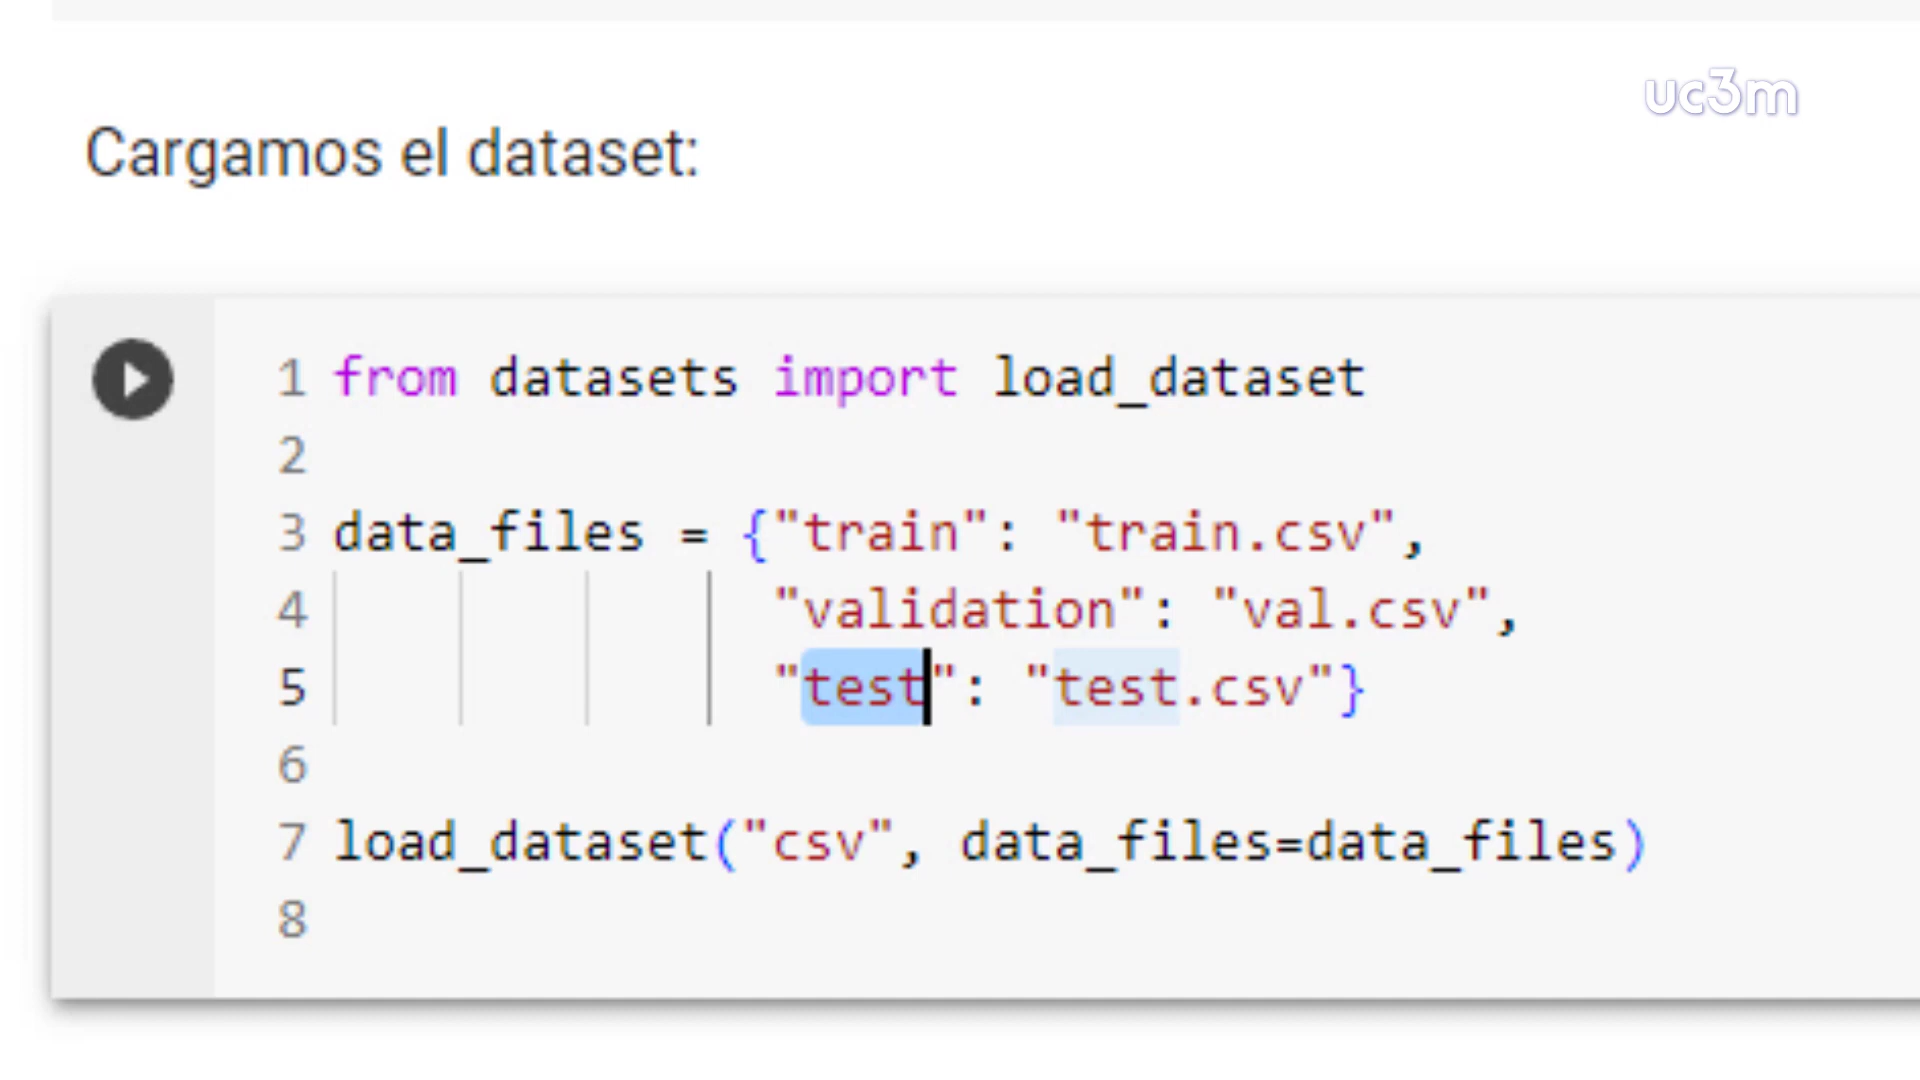 uc3m
Cargamos el dataset:
1 from datasets import load_dataset
2
3 data_files = {"train": "train.csv",
4 "validation": "val.csv",
5 "test": "test.csv"}
6
7 load_dataset("csv", data_files=data_files)
8